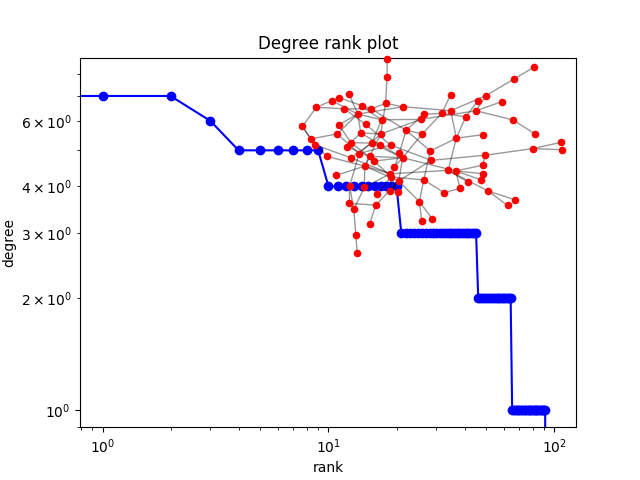 Degree rank plot
degree
6 × 10⁰
4 × 10⁰
3 × 10⁰
2 × 10⁰
10⁰
10⁰ 10¹ 10²
rank